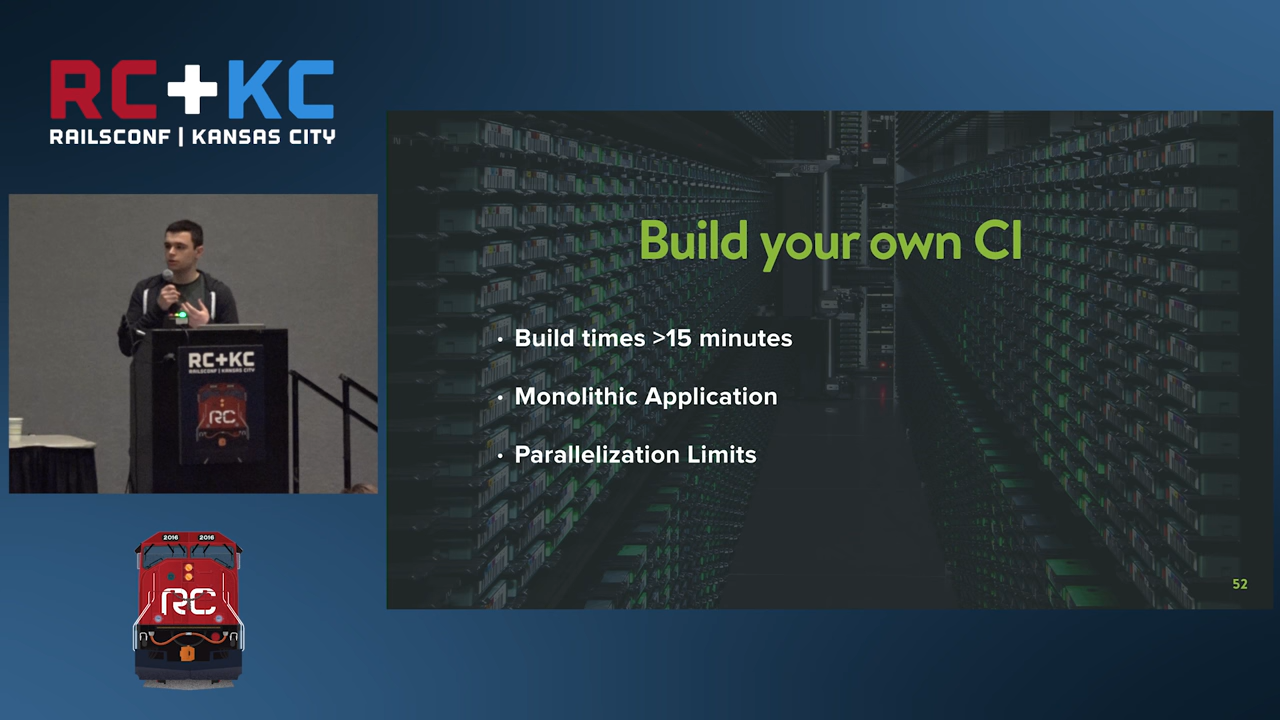 RC+KC
RAILSCONF | KANSAS CITY
RC+KC
RAILSCONF | KANSAS CITY
RC
2016 2016
RC
Build your own CI
• Build times >15 minutes
• Monolithic Application
• Parallelization Limits
52